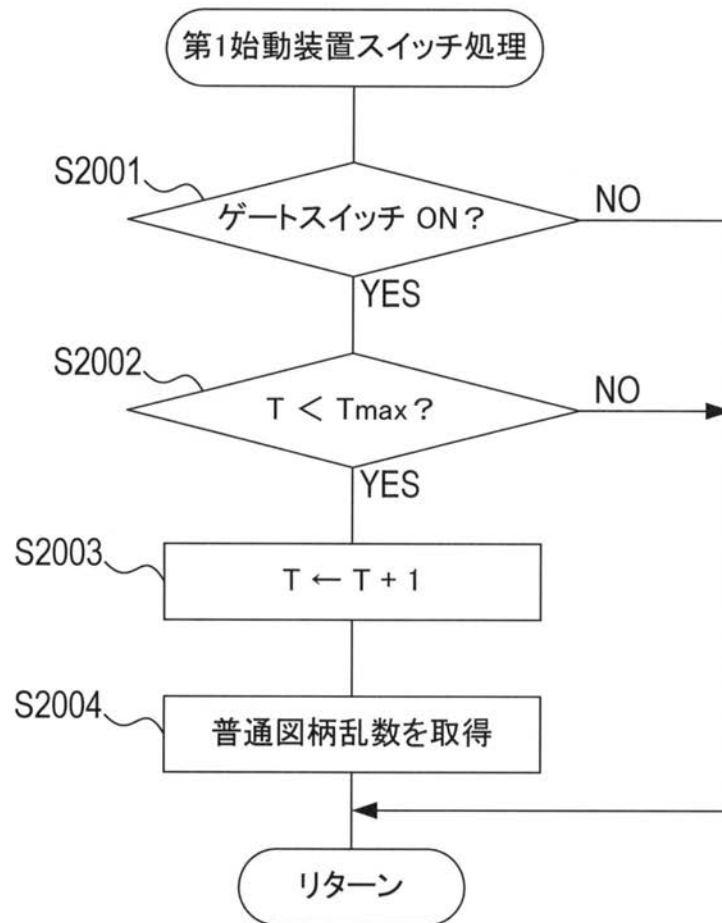 第1始動装置スイッチ処理
S2001
ゲートスイッチ ON?
NO
YES
S2002
T < Tmax?
NO
YES
S2003
T ← T + 1
S2004
普通図柄乱数を取得
リターン